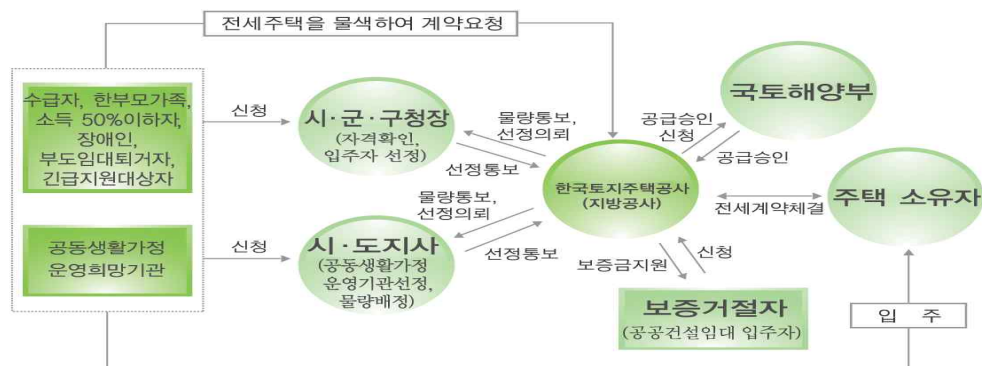 전세주택을 물색하여 계약요청
수급자, 한부모가족,
소득 50%이하자,
장애인,
부도임대퇴거자,
긴급지원대상자
신청
시·군·구청장
(자격확인,
입주자 선정)
물량통보,
선정의뢰
선정통보
공급승인
신청
공급승인
국토해양부
한국토지주택공사
(지방공사)
전세계약체결
주택 소유자
공동생활가정
운영희망기관
신청
시·도지사
(공동생활가정
운영기관선정,
물량배정)
물량통보,
선정의뢰
선정통보
보증금지원
신청
보증거절자
(공공건설임대 입주자)
입 주